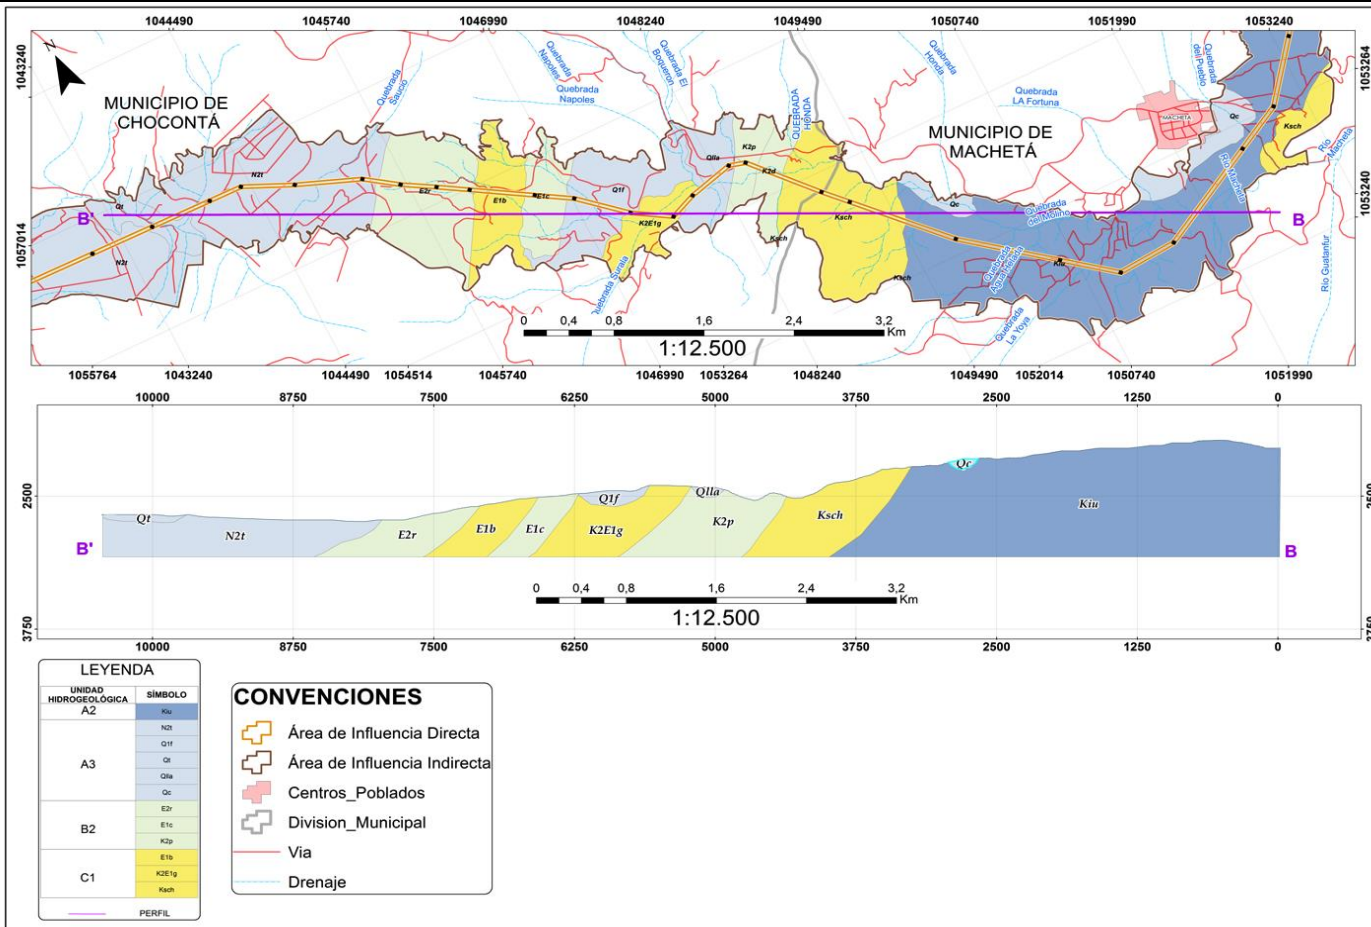 1044490 1045740 1046990 1048240 1049490 1050740 1051990 1053240
1043240
1053264
N
MUNICIPIO DE
CHOCONTÁ
Quebrada
Saucio
Quebrada
Napoles
Quebrada
Napoles
Quebrada El
Boqueron
QUEBRADA
HONDA
Quebrada
Honda
MUNICIPIO DE
MACHETÁ
Quebrada
LA Fortuna
Quebrada
del Pueblo
MACHETA
Qc
Ksch
Rio
Macheta
Rio Macheta
Qt
N2t
N2t
E2r
E1b
E1c
Q1f
K2E1g
Qlla
K2p
K2d
Ksch
Ksch
Ksch
Qc
Quebrada
del Molino
Quebrada
Agua Helada
Kiu
Quebrada
La Yoya
Rio Guatanfur
Quebrada Surala
B'
B
1057014
1053240
0 0,4 0,8 1,6 2,4 3,2
Km
1:12.500
1055764 1043240 1044490 1054514 1045740 1046990 1053264 1048240 1049490 1052014 1050740 1051990
10000 8750 7500 6250 5000 3750 2500 1250 0
2500
Qt
N2t
E2r
E1b
E1c
Q1f
K2E1g
Qlla
K2p
Ksch
Qc
Kiu
B'
B
0 0,4 0,8 1,6 2,4 3,2
Km
1:12.500
3750
10000 8750 7500 6250 5000 3750 2500 1250 0
LEYENDA
UNIDAD HIDROGEOLÓGICA SÍMBOLO
A2 Kiu
N2t
Q1f
A3 Qt
Qlla
Qc
E2r
B2 E1c
K2p
E1b
C1 K2E1g
Ksch
PERFIL
CONVENCIONES
Área de Influencia Directa
Área de Influencia Indirecta
Centros_Poblados
Division_Municipal
Via
Drenaje